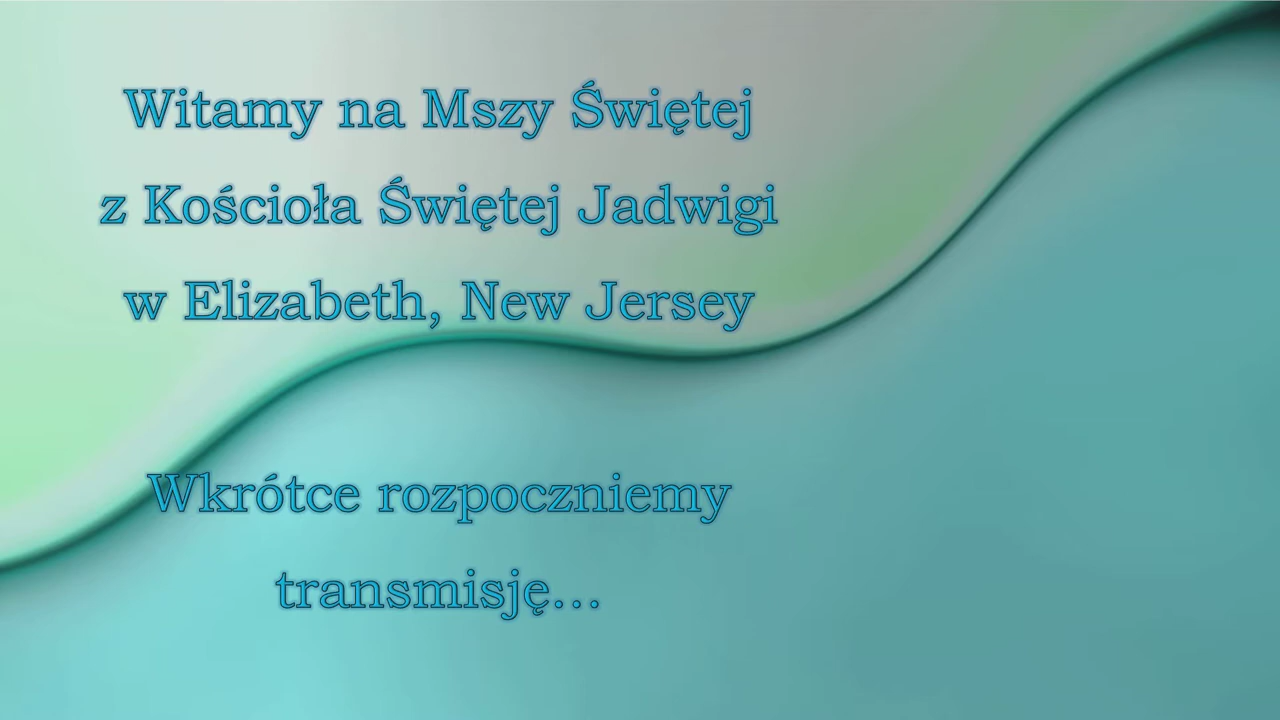 Witamy na Mszy Świętej
z Kościoła Świętej Jadwigi
w Elizabeth, New Jersey
Wkrótce rozpoczniemy
transmisję...